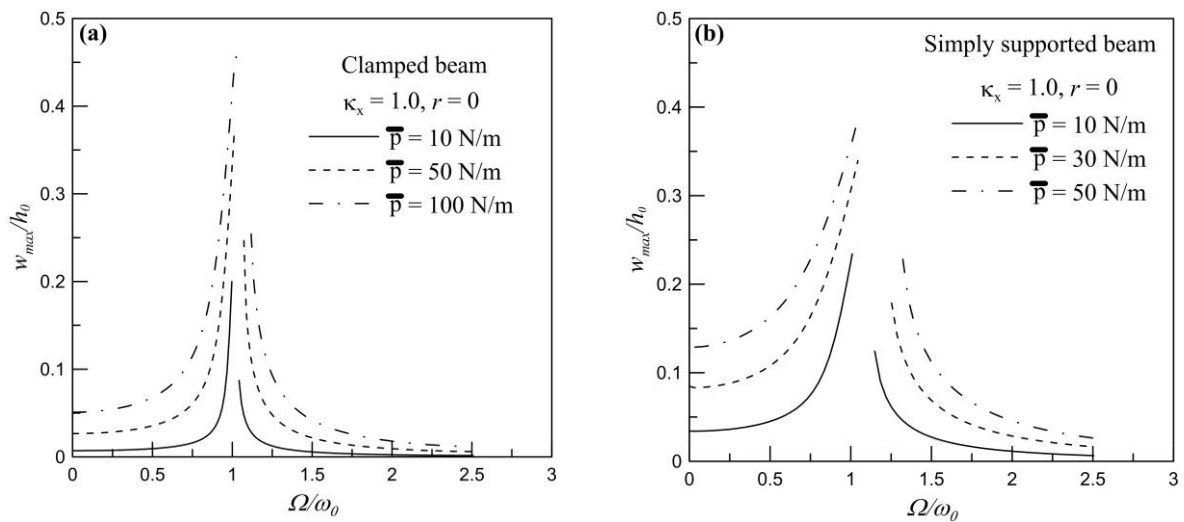 (a)
Clamped beam
κx = 1.0, r = 0
p̅ = 10 N/m
p̅ = 50 N/m
p̅ = 100 N/m
0.5
0.4
0.3
0.2
0.1
0
wmax/h0
0 0.5 1 1.5 2 2.5 3
Ω/ω0
(b)
Simply supported beam
κx = 1.0, r = 0
p̅ = 10 N/m
p̅ = 30 N/m
p̅ = 50 N/m
0.5
0.4
0.3
0.2
0.1
0
wmax/h0
0 0.5 1 1.5 2 2.5 3
Ω/ω0